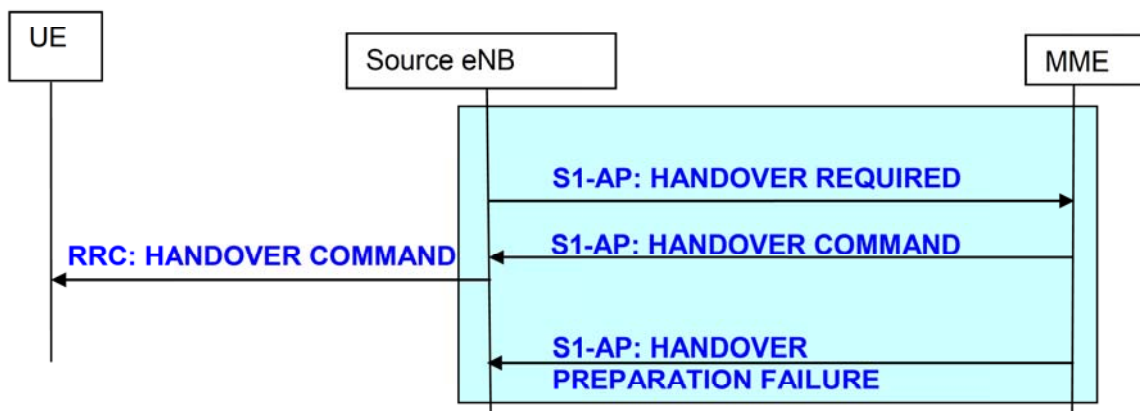 UE
Source eNB
MME
S1-AP: HANDOVER REQUIRED
S1-AP: HANDOVER COMMAND
RRC: HANDOVER COMMAND
S1-AP: HANDOVER
PREPARATION FAILURE